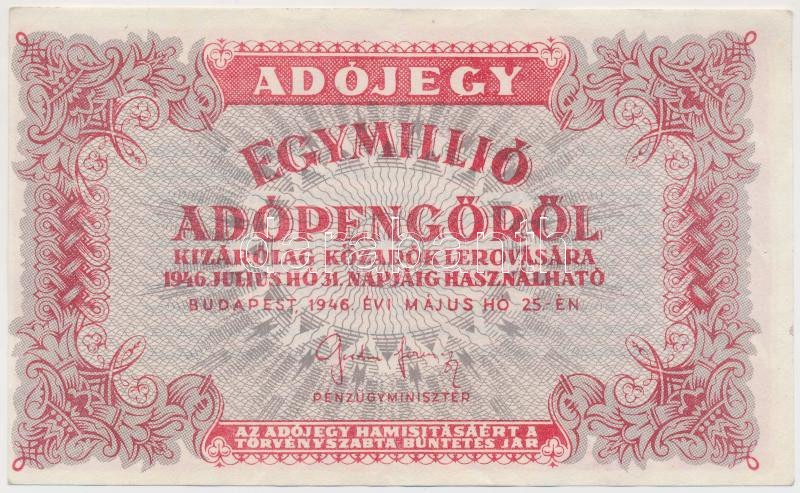 ADÓJEGY
EGYMILLIÓ
ADÓPENGŐRŐL
KIZÁRÓLAG KÖZADÓK LEROVÁSÁRA
1946. JULIUS HÓ 31. NAPJÁIG HASZNÁLHATÓ
BUDAPEST, 1946. ÉVI MÁJUS HÓ 25.-ÉN
PÉNZÜGYMINISZTER
AZ ADÓJEGY HAMISITÁSÁÉRT A
TÖRVÉNYSZABTA BÜNTETÉS JÁR